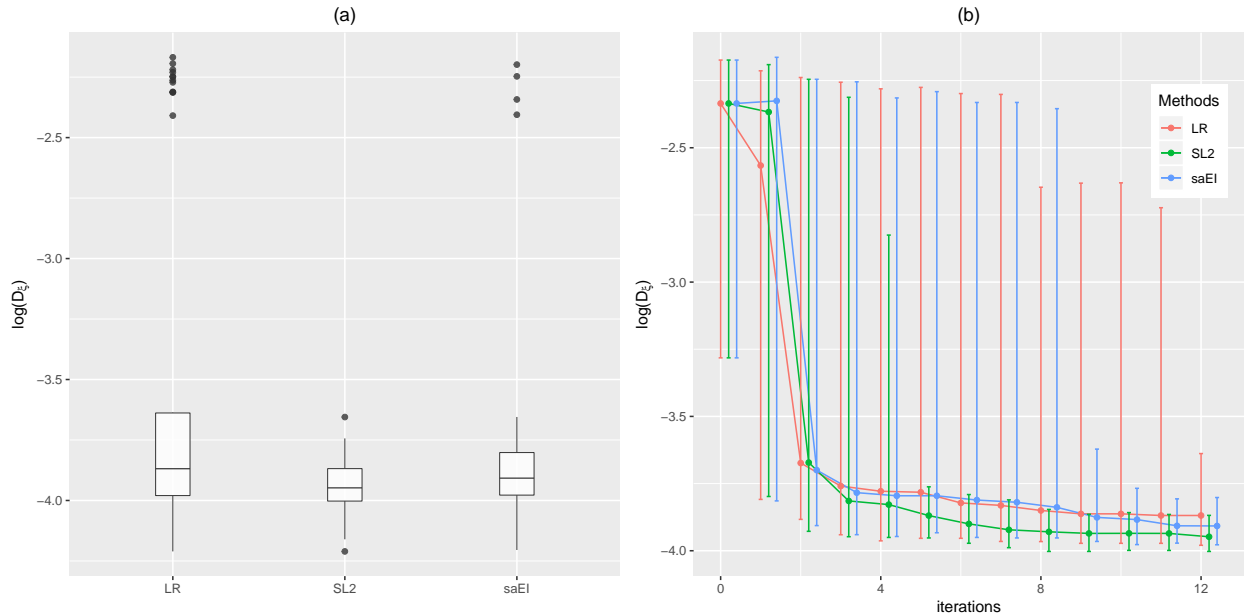 (a)
log(D_ξ)
−2.5
−3.0
−3.5
−4.0
LR SL2 saEI
(b)
log(D_ξ)
−2.5
−3.0
−3.5
−4.0
0 4 8 12
iterations
Methods
LR
SL2
saEI